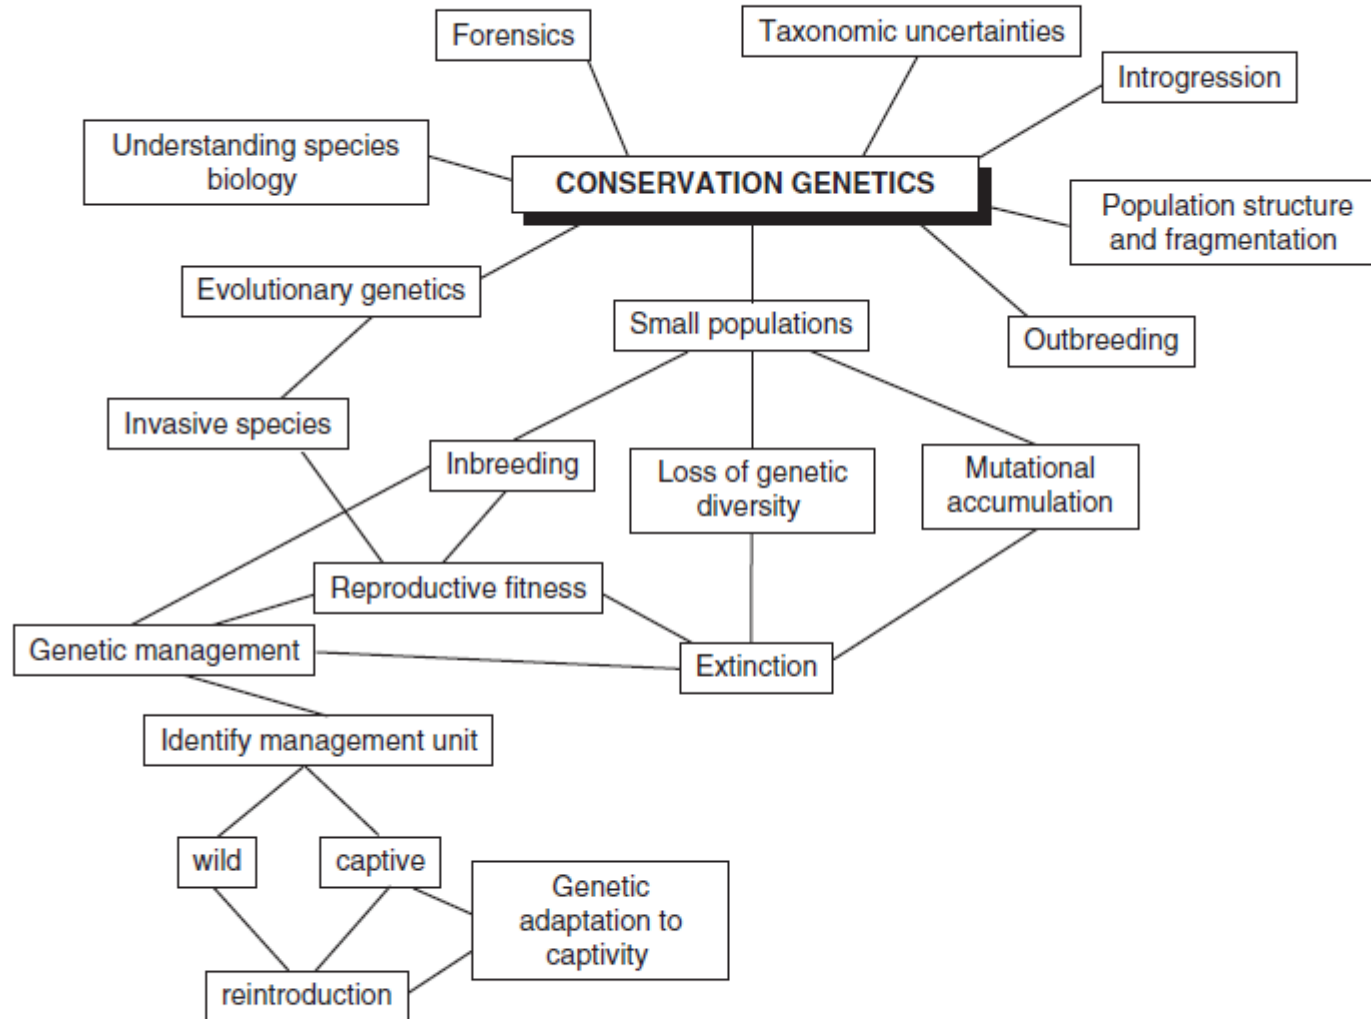 Forensics
Taxonomic uncertainties
Introgression
Understanding species
biology
CONSERVATION GENETICS
Population structure
and fragmentation
Evolutionary genetics
Small populations
Outbreeding
Invasive species
Inbreeding
Loss of genetic
diversity
Mutational
accumulation
Reproductive fitness
Genetic management
Extinction
Identify management unit
wild
captive
Genetic
adaptation to
captivity
reintroduction